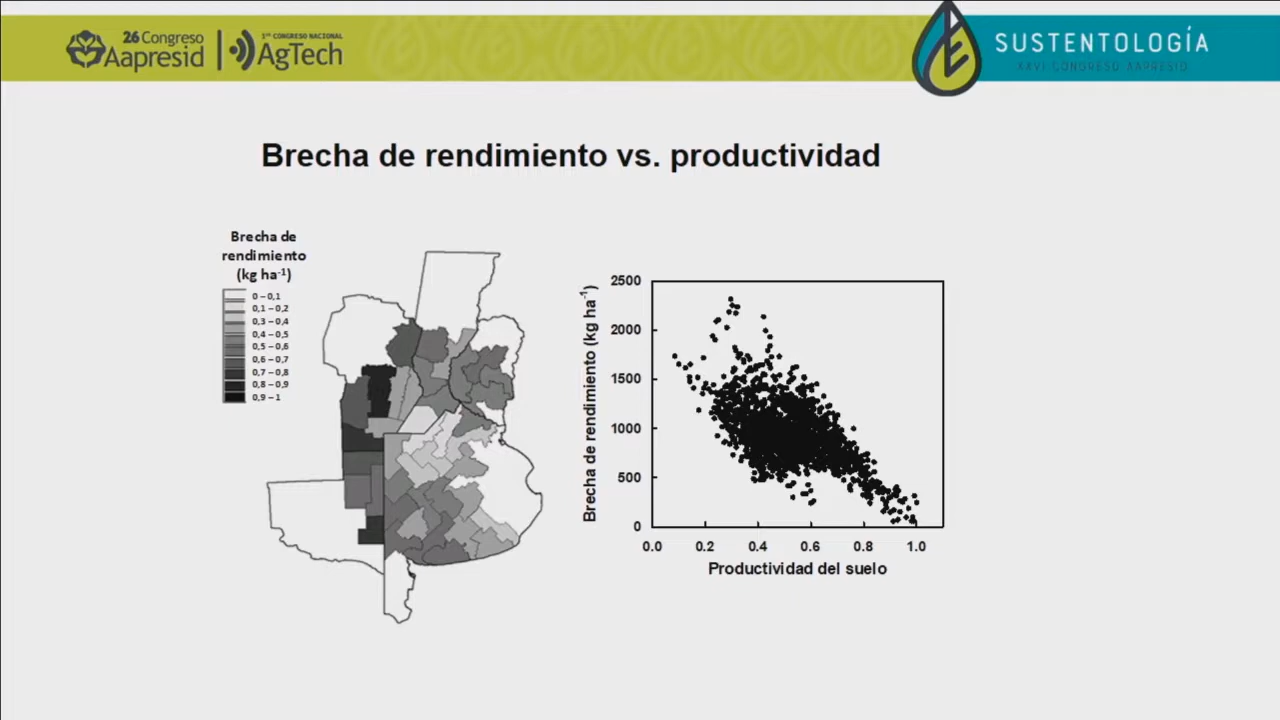 26 Congreso
Aapresid
1ER CONGRESO NACIONAL
AgTech
SUSTENTOLOGÍA
XXVI CONGRESO AAPRESID
Brecha de rendimiento vs. productividad
Brecha de
rendimiento
(kg ha-1)
0 – 0,1
0,1 – 0,2
0,3 – 0,4
0,4 – 0,5
0,5 – 0,6
0,6 – 0,7
0,7 – 0,8
0,8 – 0,9
0,9 – 1
Brecha de rendimiento (kg ha-1)
2500
2000
1500
1000
500
0
0.0 0.2 0.4 0.6 0.8 1.0
Productividad del suelo